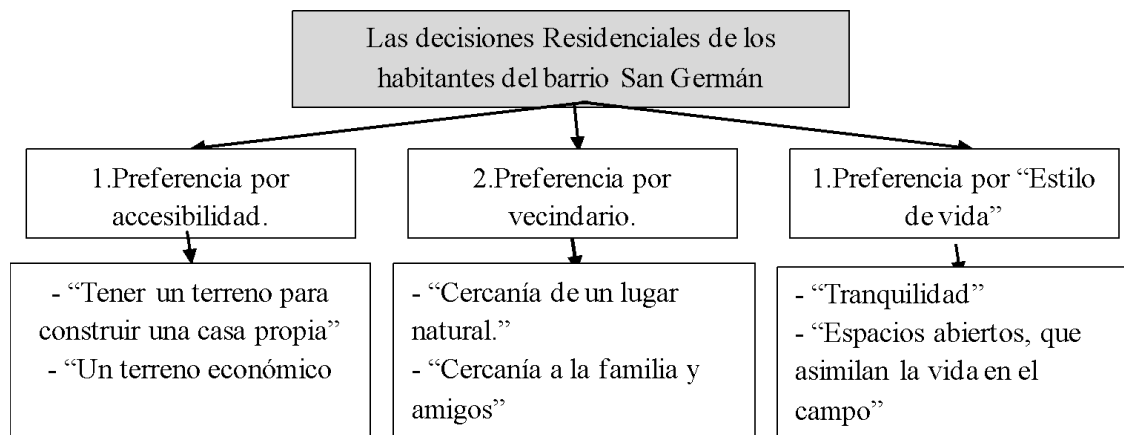 Las decisiones Residenciales de los
habitantes del barrio San Germán
1.Preferencia por
accesibilidad.
2.Preferencia por
vecindario.
1.Preferencia por “Estilo
de vida”
- “Tener un terreno para
construir una casa propia”
- “Un terreno económico
- “Cercanía de un lugar
natural.”
- “Cercanía a la familia y
amigos”
- “Tranquilidad”
- “Espacios abiertos, que
asimilan la vida en el
campo”